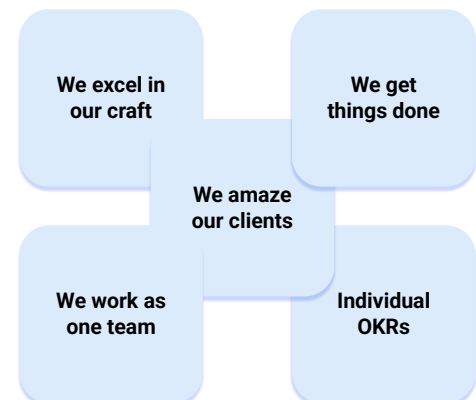 We excel in
our craft
We get
things done
We amaze
our clients
We work as
one team
Individual
OKRs